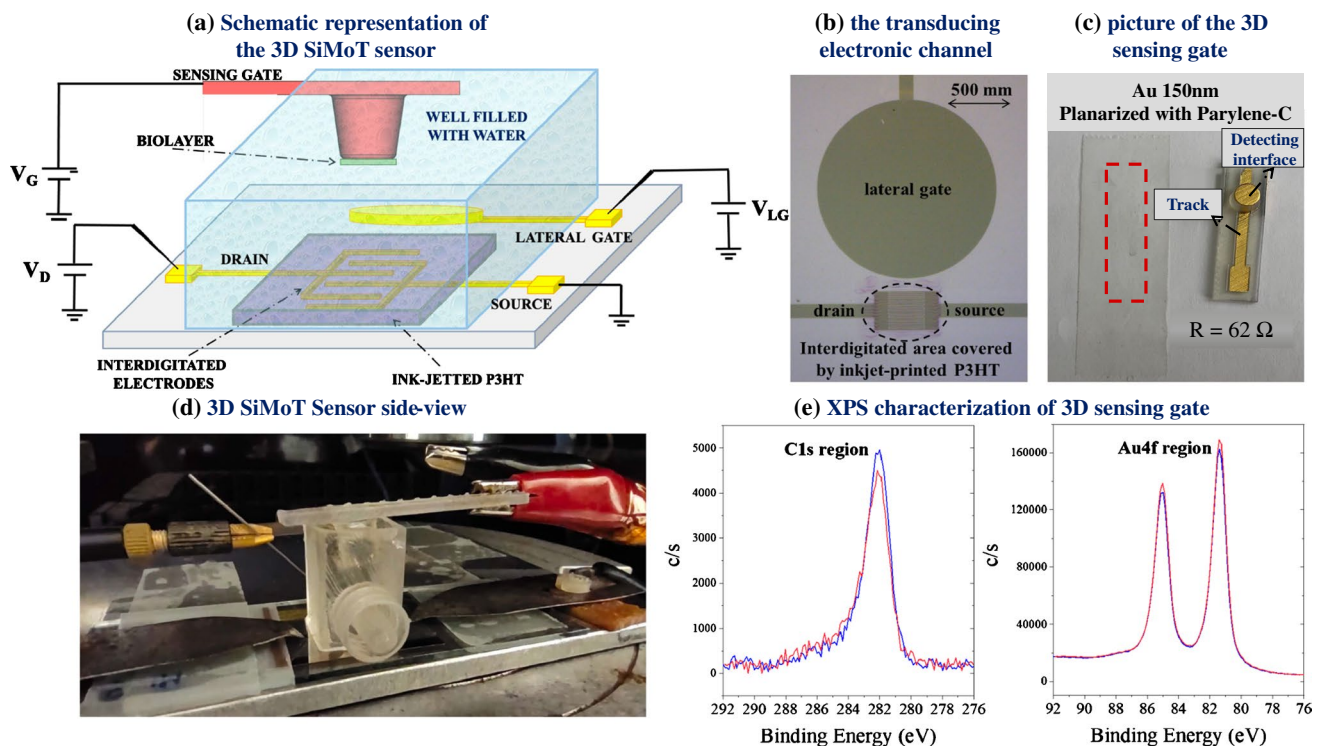 (a) Schematic representation of
the 3D SiMoT sensor
SENSING GATE
WELL FILLED
WITH WATER
BIOLAYER
V_G
V_LG
LATERAL GATE
DRAIN
V_D
SOURCE
INTERDIGITATED
ELECTRODES
INK-JETTED P3HT
(b) the transducing
electronic channel
500 mm
lateral gate
drain
source
Interdigitated area covered
by inkjet-printed P3HT
(c) picture of the 3D
sensing gate
Au 150nm
Planarized with Parylene-C
Detecting
interface
Track
R = 62 Ω
(d) 3D SiMoT Sensor side-view
(e) XPS characterization of 3D sensing gate
C1s region
c/s
5000
4000
3000
2000
1000
0
292 290 288 286 284 282 280 278 276
Binding Energy (eV)
Au4f region
c/s
160000
120000
80000
40000
0
92 90 88 86 84 82 80 78 76
Binding Energy (eV)